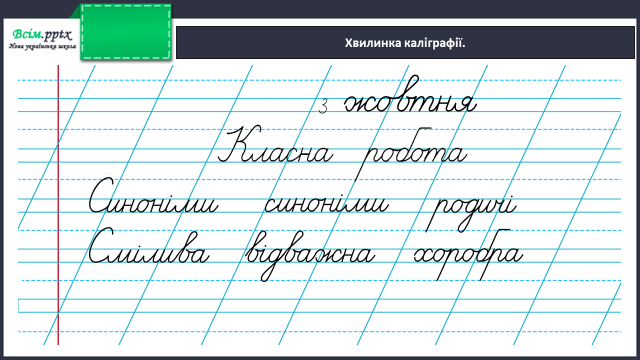 Всім.pptx
Нова українська школа
Хвилинка каліграфії.
3 жовтня
Класна робота
Синоніми синоніми родичі
Смілива відважна хоробра